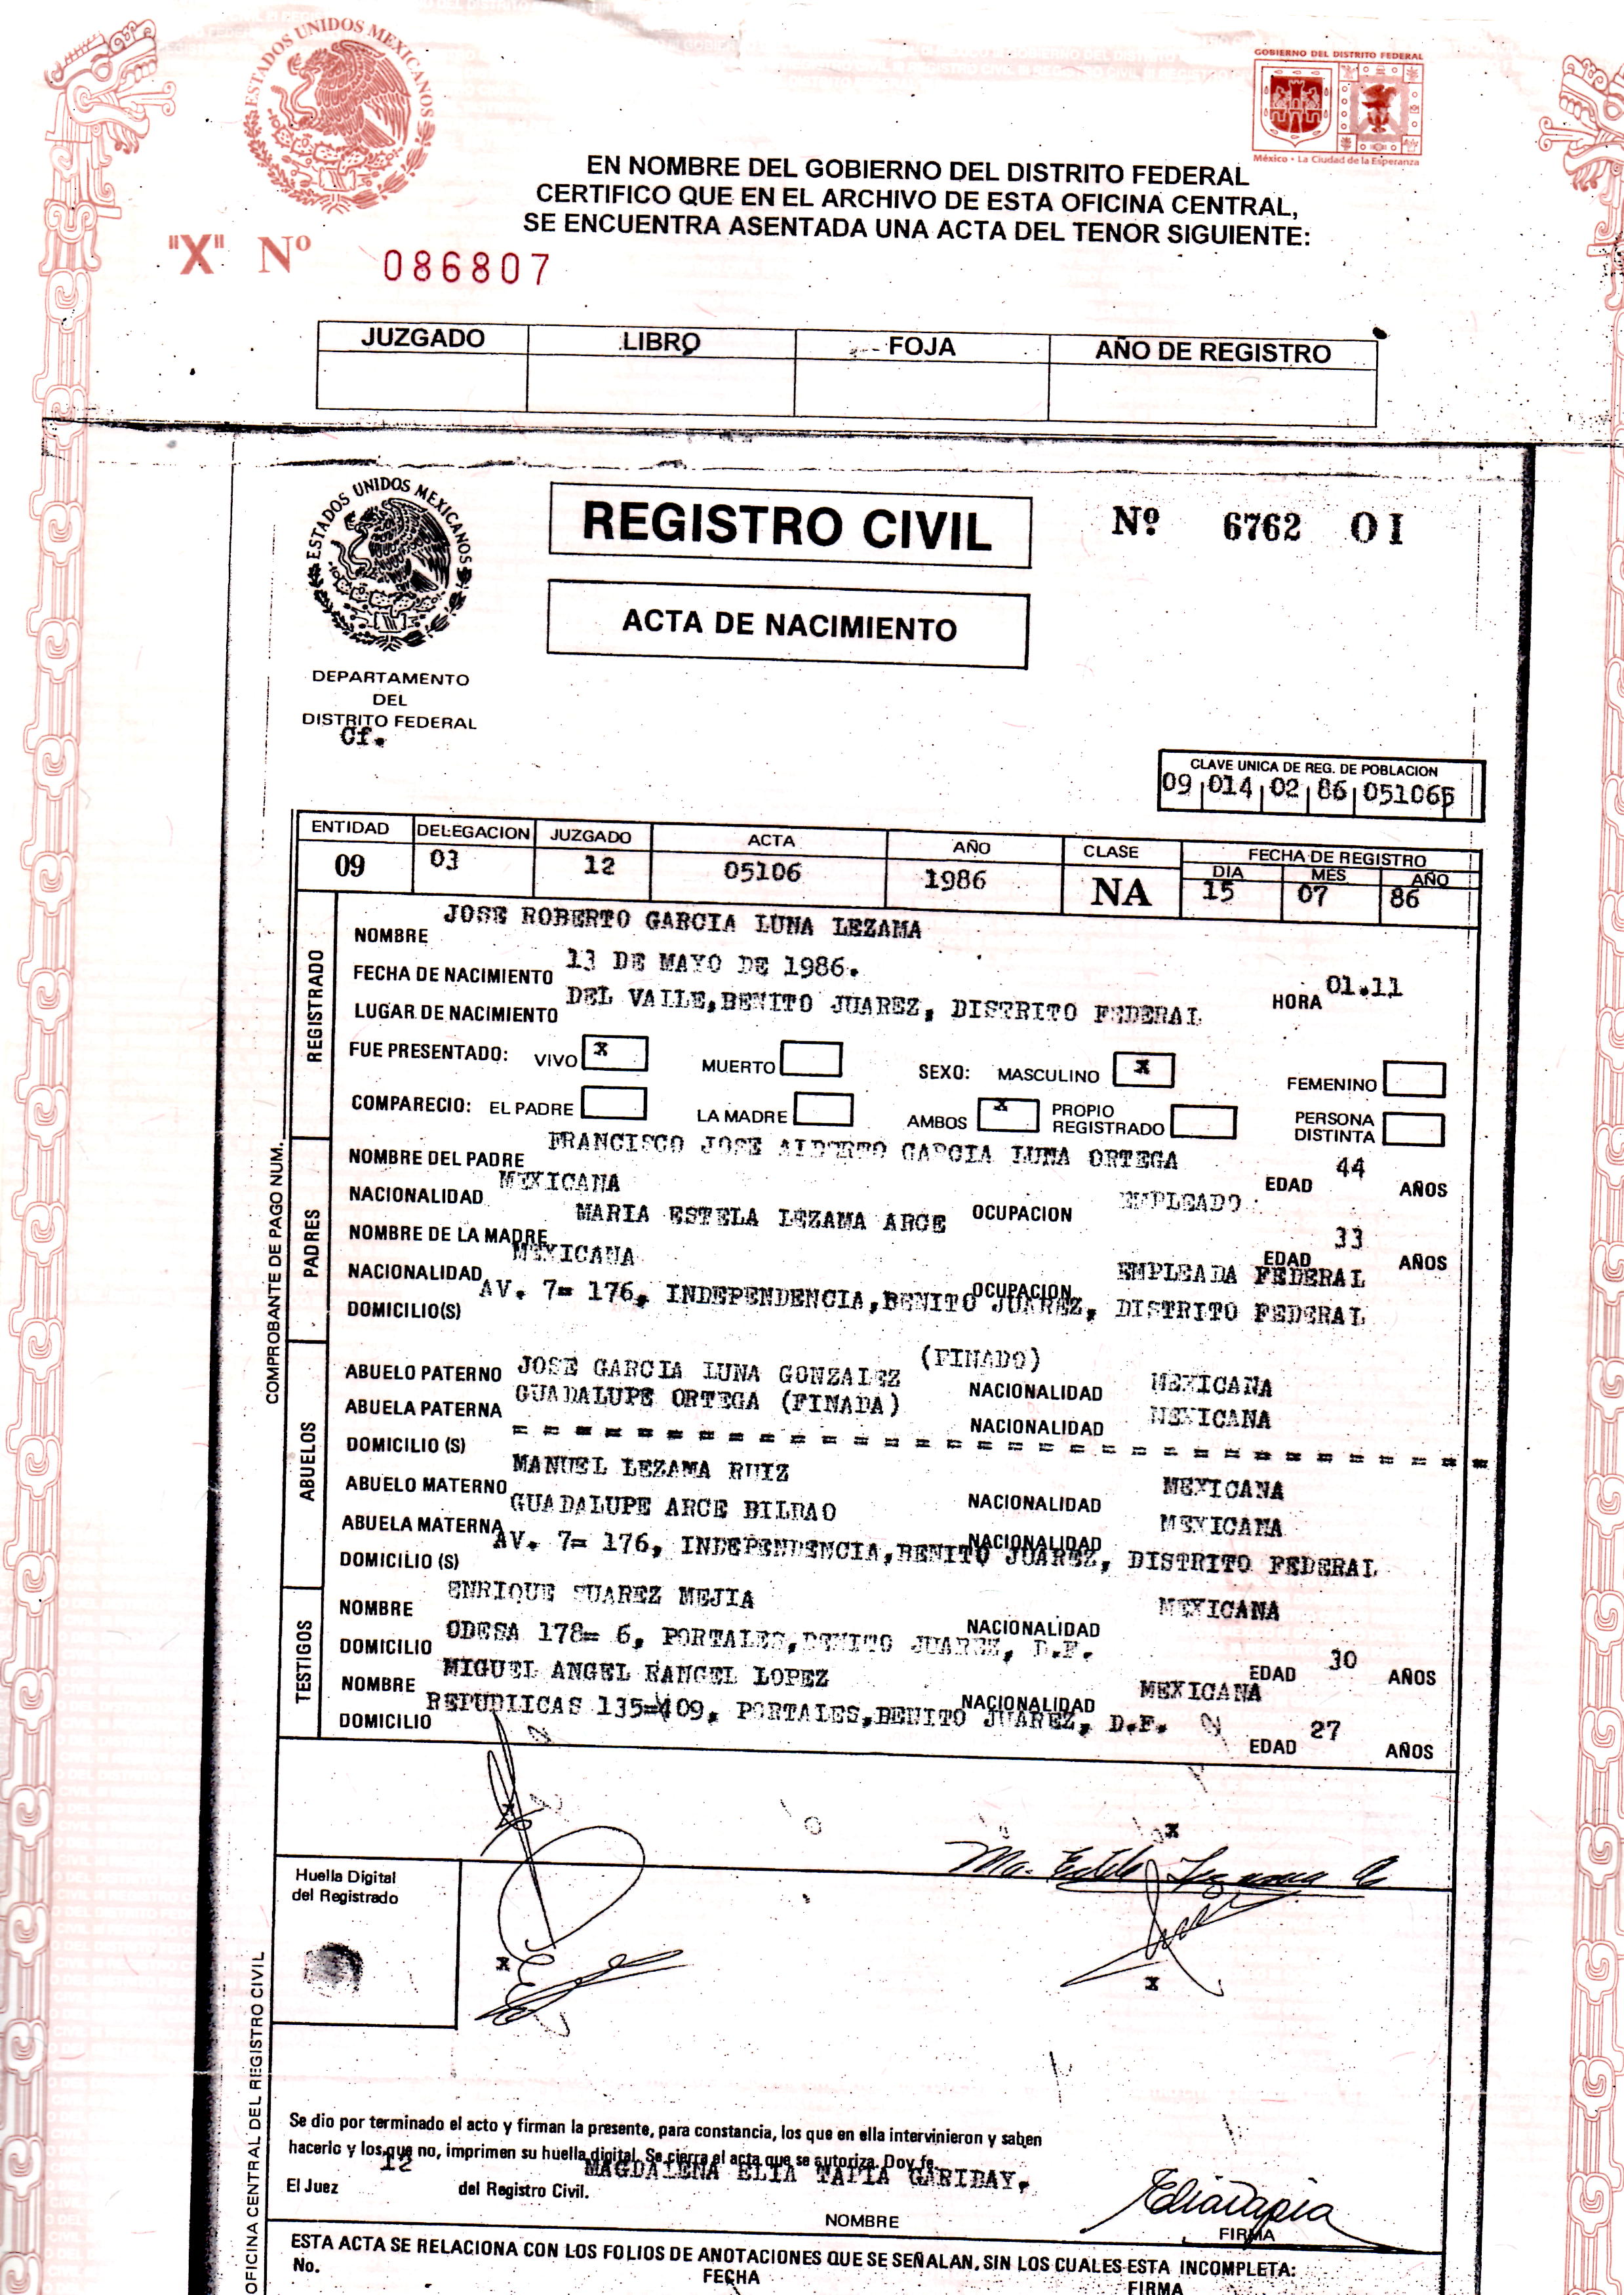 ESTADOS UNIDOS MEXICANOS
GOBIERNO DEL DISTRITO FEDERAL
México • La Ciudad de la Esperanza
EN NOMBRE DEL GOBIERNO DEL DISTRITO FEDERAL
CERTIFICO QUE EN EL ARCHIVO DE ESTA OFICINA CENTRAL,
SE ENCUENTRA ASENTADA UNA ACTA DEL TENOR SIGUIENTE:
"X" Nº 086807
JUZGADO LIBRO FOJA AÑO DE REGISTRO
ESTADOS UNIDOS MEXICANOS
REGISTRO CIVIL
Nº 6762 OI
ACTA DE NACIMIENTO
DEPARTAMENTO
DEL
DISTRITO FEDERAL
Cf.
CLAVE UNICA DE REG. DE POBLACION
09 014 02 86 05106
ENTIDAD DELEGACION JUZGADO ACTA AÑO CLASE FECHA DE REGISTRO
DIA MES AÑO
09 03 12 05106 1986 NA 15 07 86
REGISTRADO
NOMBRE JOSE ROBERTO GARCIA LUNA LEZAMA
FECHA DE NACIMIENTO 13 DE MAYO DE 1986. HORA 01.11
LUGAR DE NACIMIENTO DEL VALLE,BENITO JUAREZ, DISTRITO FEDERAL
FUE PRESENTADO: VIVO X MUERTO SEXO: MASCULINO X FEMENINO
COMPARECIO: EL PADRE LA MADRE AMBOS X PROPIO REGISTRADO PERSONA DISTINTA
COMPROBANTE DE PAGO NUM.
PADRES
NOMBRE DEL PADRE FRANCISCO JOSE ALBERTO GARCIA LUNA ORTEGA EDAD 44 AÑOS
NACIONALIDAD MEXICANA OCUPACION EMPLEADO
NOMBRE DE LA MADRE MARIA ESTELA LEZAMA ARCE EDAD 33 AÑOS
NACIONALIDAD MEXICANA OCUPACION EMPLEADA FEDERAL
DOMICILIO(S) AV. 7= 176, INDEPENDENCIA,BENITO JUAREZ, DISTRITO FEDERAL
ABUELOS
ABUELO PATERNO JOSE GARCIA LUNA GONZALEZ (FINADO) NACIONALIDAD MEXICANA
ABUELA PATERNA GUADALUPE ORTEGA (FINADA) NACIONALIDAD MEXICANA
DOMICILIO (S) = = = = = = = = = = = = = = = = = = = = = = = = = = = = = = = =
ABUELO MATERNO MANUEL LEZAMA RUIZ NACIONALIDAD MEXICANA
ABUELA MATERNA GUADALUPE ARCE BILBAO NACIONALIDAD MEXICANA
DOMICILIO (S) AV. 7= 176, INDEPENDENCIA,BENITO JUAREZ, DISTRITO FEDERAL
TESTIGOS
NOMBRE ENRIQUE SUAREZ MEJIA NACIONALIDAD MEXICANA
DOMICILIO ODESA 178= 6, PORTALES,BENITO JUAREZ, D.F. EDAD 30 AÑOS
NOMBRE MIGUEL ANGEL RANGEL LOPEZ NACIONALIDAD MEXICANA
DOMICILIO REPUBLICAS 135=409, PORTALES,BENITO JUAREZ, D.F. EDAD 27 AÑOS
Ma. Estela Lezama A
Huella Digital
del Registrado
OFICINA CENTRAL DEL REGISTRO CIVIL
Se dio por terminado el acto y firman la presente, para constancia, los que en ella intervinieron y saben
hacerlo y los que no, imprimen su huella digital. Se cierra el acta que se autoriza. Doy fe.
El Juez 12 del Registro Civil. MAGDALENA ELIA TAPIA GARIBAY.
NOMBRE FIRMA
Eliatapia
ESTA ACTA SE RELACIONA CON LOS FOLIOS DE ANOTACIONES QUE SE SEÑALAN, SIN LOS CUALES ESTA INCOMPLETA:
No. FECHA FIRMA